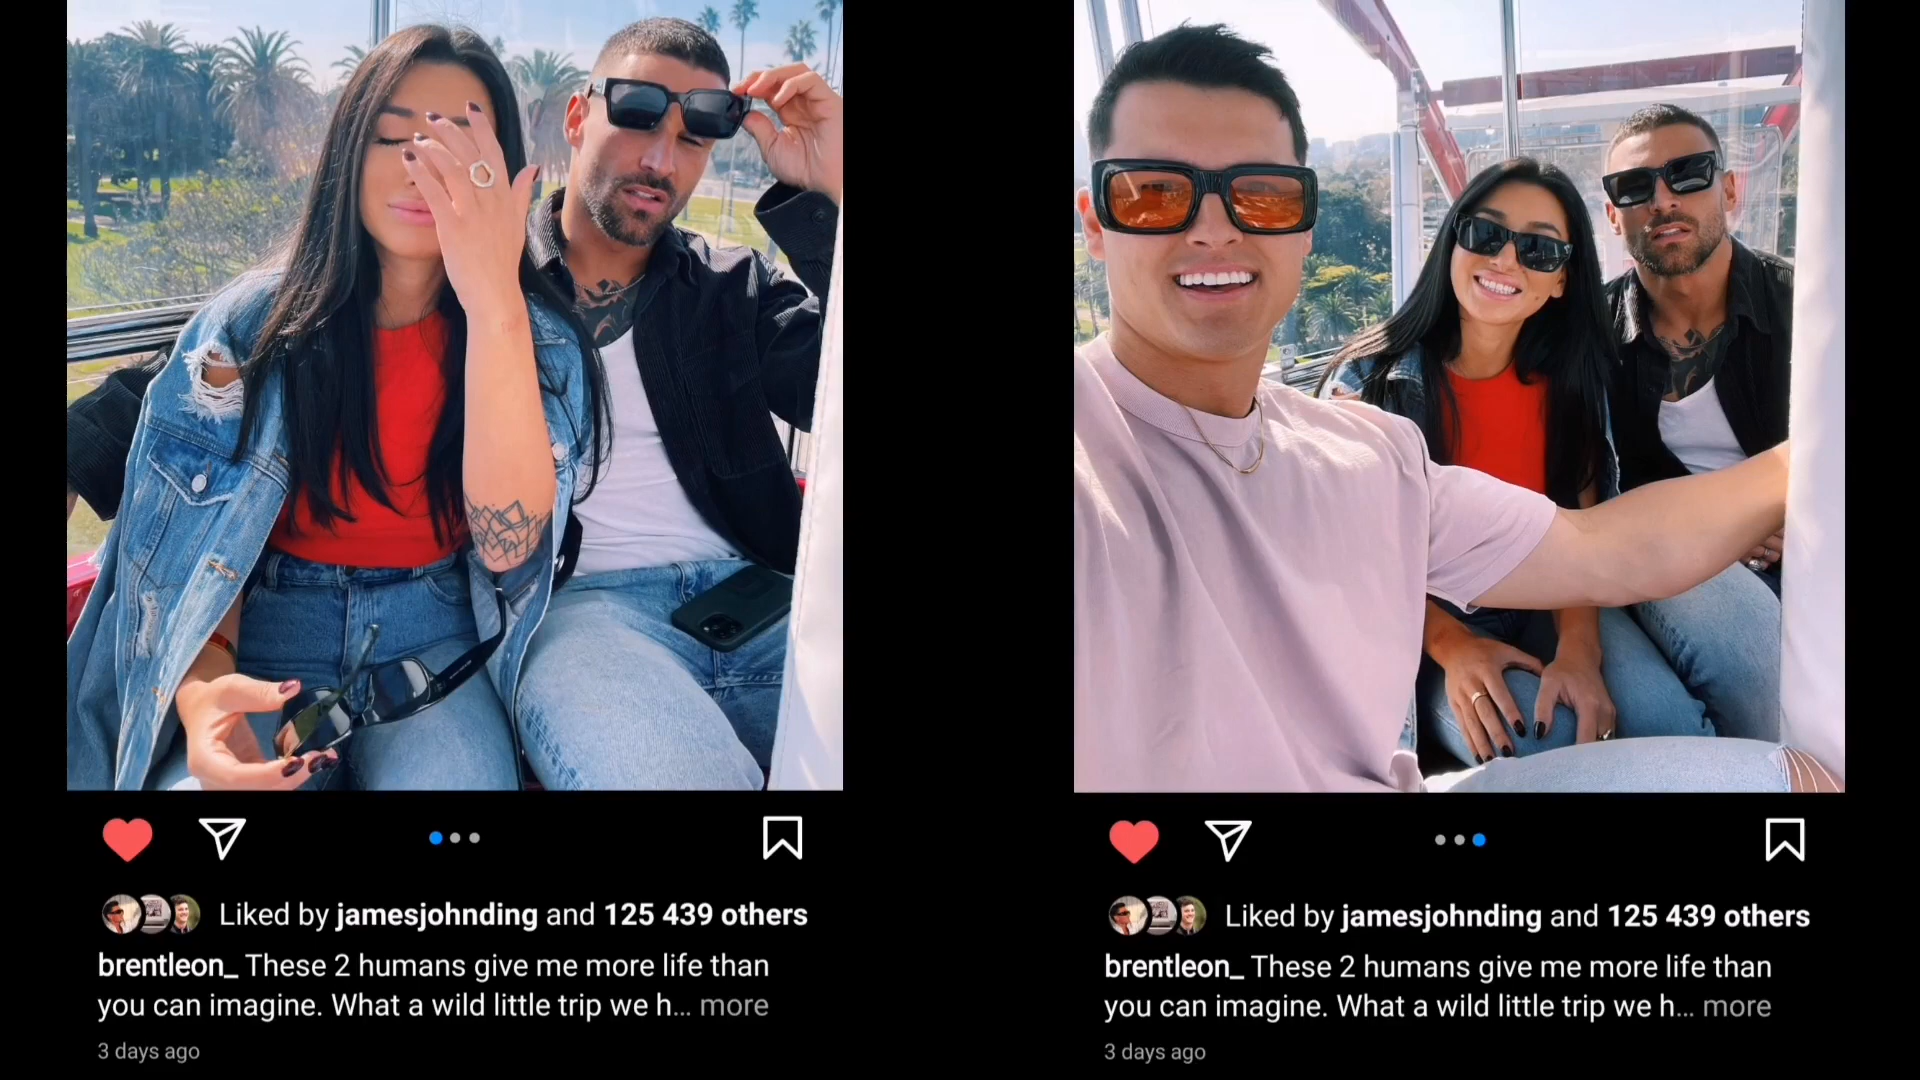 Liked by jamesjohnding and 125 439 others
brentleon_ These 2 humans give me more life than
you can imagine. What a wild little trip we h... more
3 days ago
Liked by jamesjohnding and 125 439 others
brentleon_ These 2 humans give me more life than
you can imagine. What a wild little trip we h... more
3 days ago